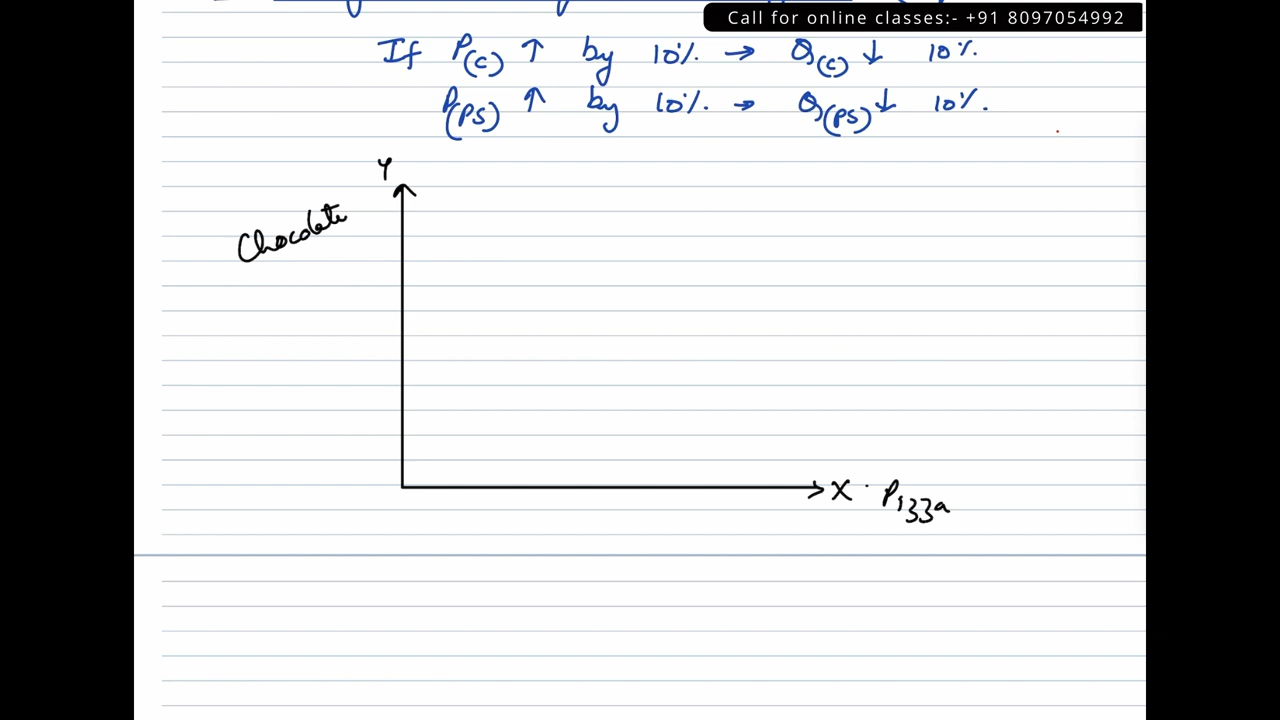 Call for online classes:- +91 8097054992
If P(C) ↑ by 10% → Q(C) ↓ 10%.
P(PS) ↑ by 10% → Q(PS) ↓ 10%.
Y
Chocolate
X
Pizza